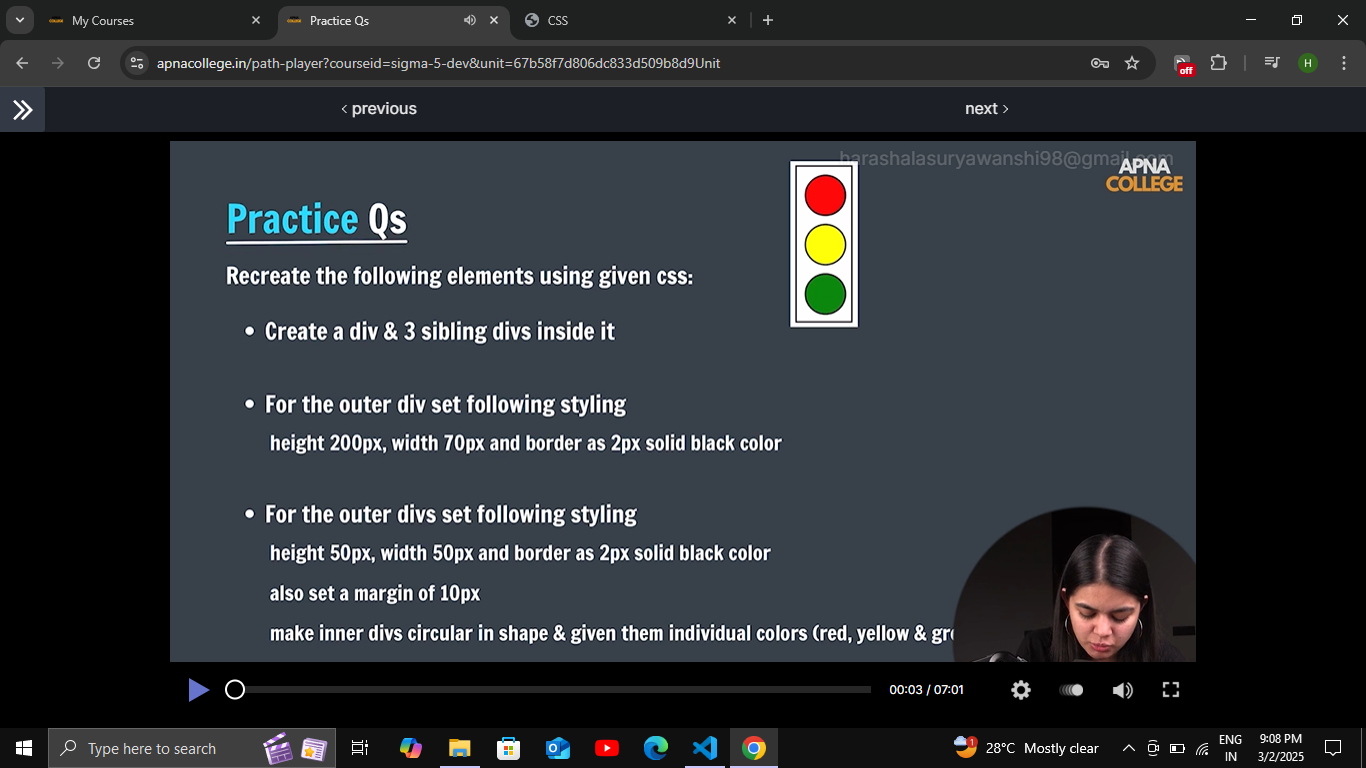 My Courses
Practice Qs
CSS
apnacollege.in/path-player?courseid=sigma-5-dev&unit=67b58f7d806dc833d509b8d9Unit
off
H
previous
next
harashalasuryawanshi98@gmail.com
APNA
COLLEGE
Practice Qs
Recreate the following elements using given css:
• Create a div & 3 sibling divs inside it
• For the outer div set following styling
height 200px, width 70px and border as 2px solid black color
• For the outer divs set following styling
height 50px, width 50px and border as 2px solid black color
also set a margin of 10px
make inner divs circular in shape & given them individual colors (red, yellow & gre
00:03 / 07:01
Type here to search
1
28°C Mostly clear
ENG
IN
9:08 PM
3/2/2025